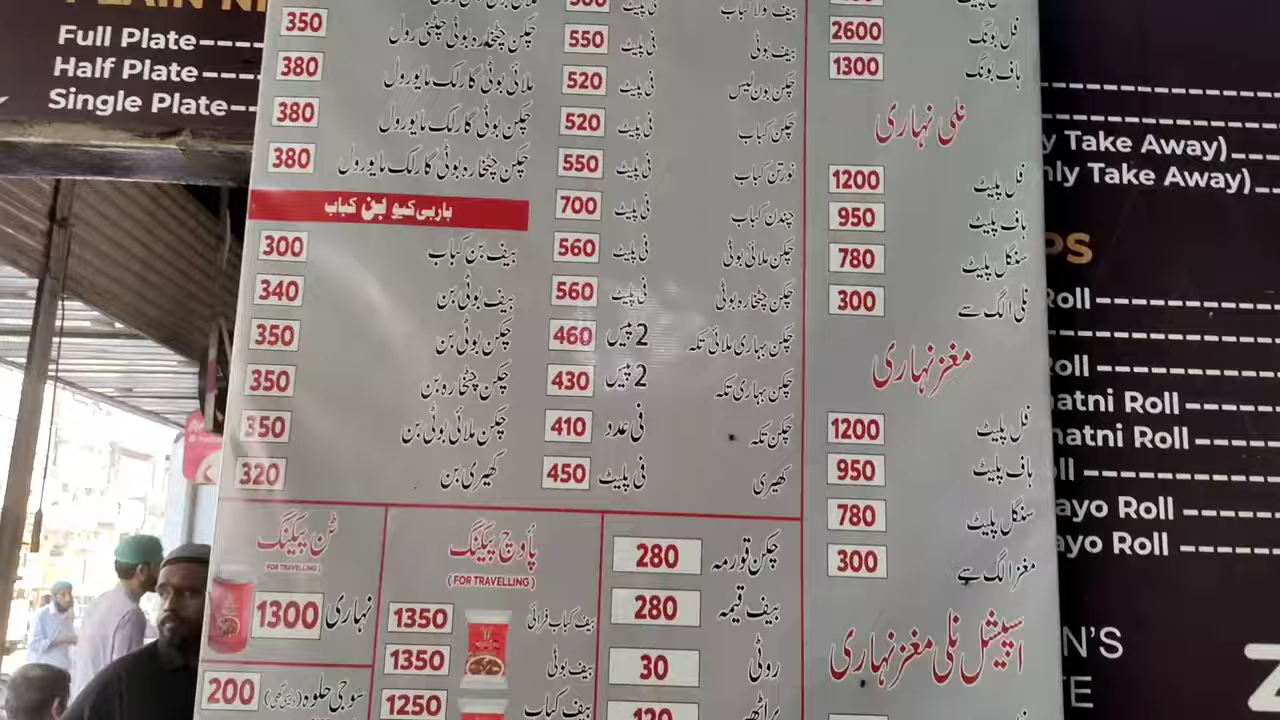 Full Plate
Half Plate
Single Plate
350 چکن چٹخارہ بوٹی چٹنی رول
380 ملائی بوٹی گارلک مایو رول
380 چکن بوٹی گارلک مایو رول
380 چکن چٹخارہ بوٹی گارلک مایو رول
باربی کیو بن کباب
300 بیف بن کباب
340 بیف بوٹی بن
350 چکن بوٹی بن
350 چکن چٹخارہ بن
350 چکن ملائی بوٹی بن
320 کھیری بن
بیف بوٹی فی پلیٹ 550
چکن بون لیس فی پلیٹ 520
چکن کباب فی پلیٹ 520
نورتن کباب فی پلیٹ 550
چندن کباب فی پلیٹ 700
چکن ملائی بوٹی فی پلیٹ 560
چکن چٹخارہ بوٹی فی پلیٹ 560
چکن بہاری ملائی تکہ 2 پیس 460
چکن بہاری تکہ 2 پیس 430
چکن تکہ فی عدد 410
کھیری فی پلیٹ 450
فل بونگ 2600
ہاف بونگ 1300
نلی نہاری
فل پلیٹ 1200
ہاف پلیٹ 950
سنگل پلیٹ 780
نلی الگ سے 300
مغز نہاری
فل پلیٹ 1200
ہاف پلیٹ 950
سنگل پلیٹ 780
مغز الگ سے 300
اسپیشل نلی مغز نہاری
چکن قورمہ 280
بیف قیمہ 280
روٹی 30
پراٹھہ 120
پاؤچ پیکنگ
(FOR TRAVELLING)
بیف کباب فرائی 1350
بیف بوٹی 1350
بیف کباب 1250
ٹن پیکنگ
(FOR TRAVELLING)
نہاری 1300
سوجی حلوہ (دیسی گھی) 200
Take Away)
Take Away)
Roll
Roll
Roll
Roll
Roll
Roll